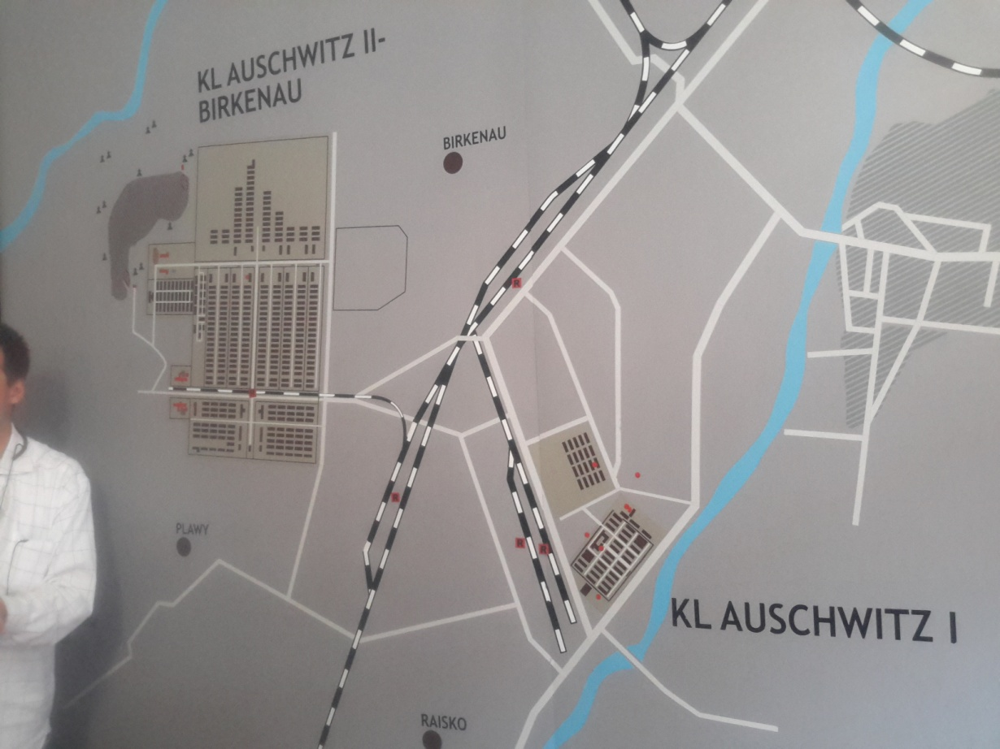 KL AUSCHWITZ II-
BIRKENAU
BIRKENAU
R
R
R
R
PLAWY
KL AUSCHWITZ I
RAISKO